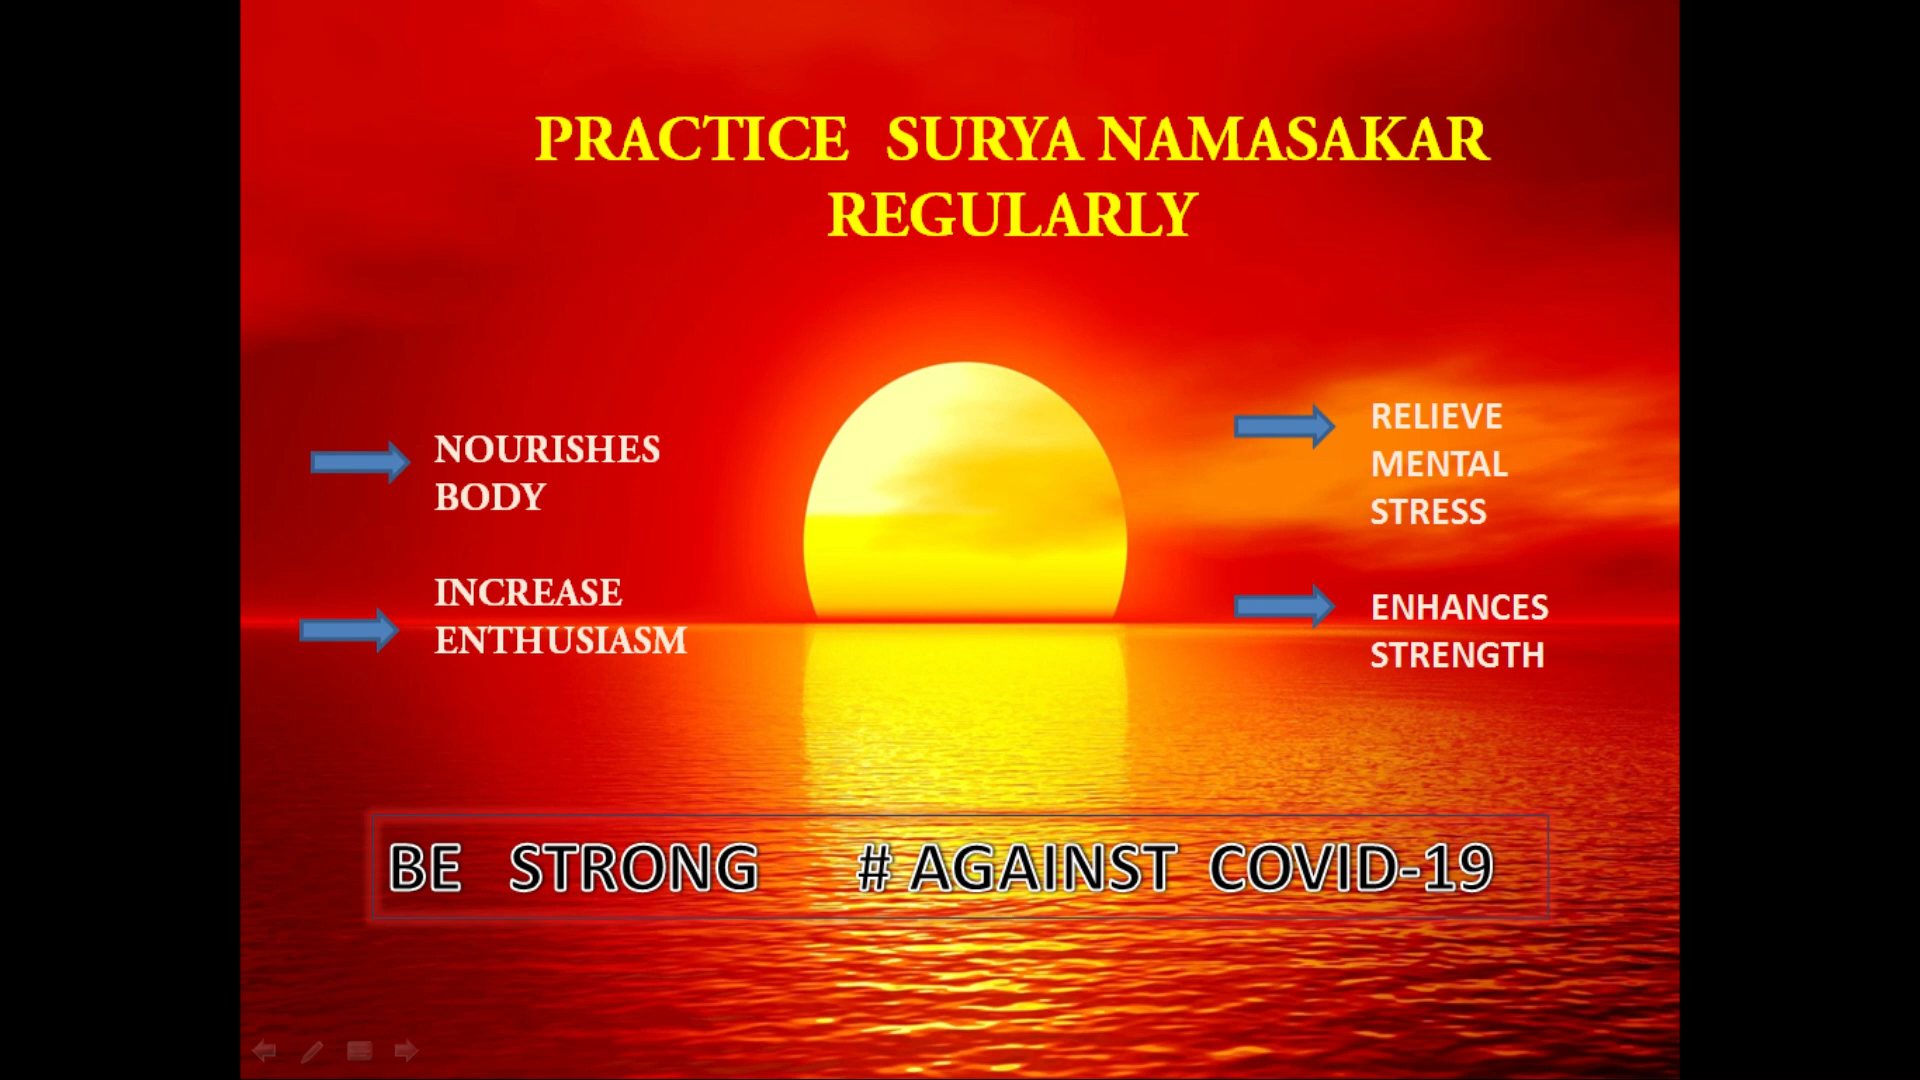 PRACTICE SURYA NAMASAKAR
REGULARLY
NOURISHES
BODY
INCREASE
ENTHUSIASM
RELIEVE
MENTAL
STRESS
ENHANCES
STRENGTH
BE STRONG # AGAINST COVID-19